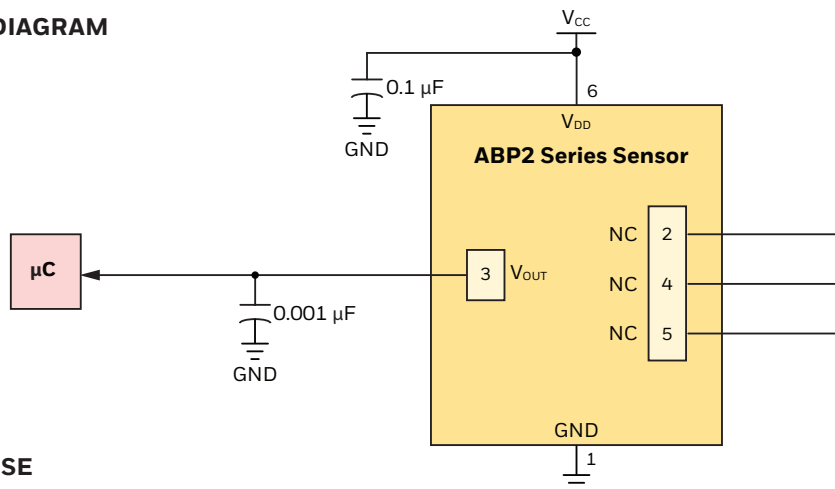 DIAGRAM
VCC
0.1 µF
6
GND
VDD
ABP2 Series Sensor
NC 2
µC
3 VOUT
NC 4
0.001 µF
NC 5
GND
GND
1
SE